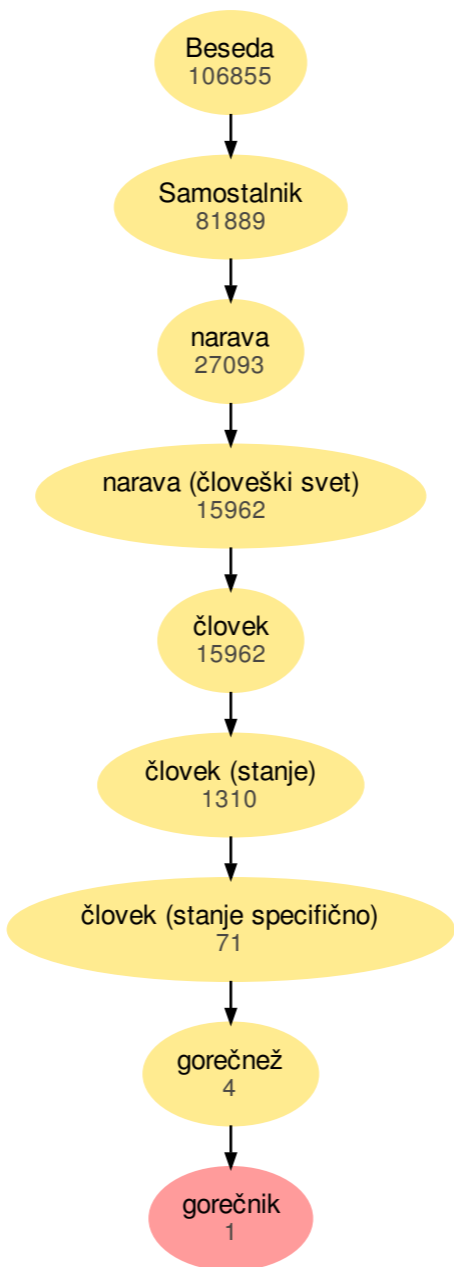 Beseda
106855
Samostalnik
81889
narava
27093
narava (človeški svet)
15962
človek
15962
človek (stanje)
1310
človek (stanje specifično)
71
gorečnež
4
gorečnik
1